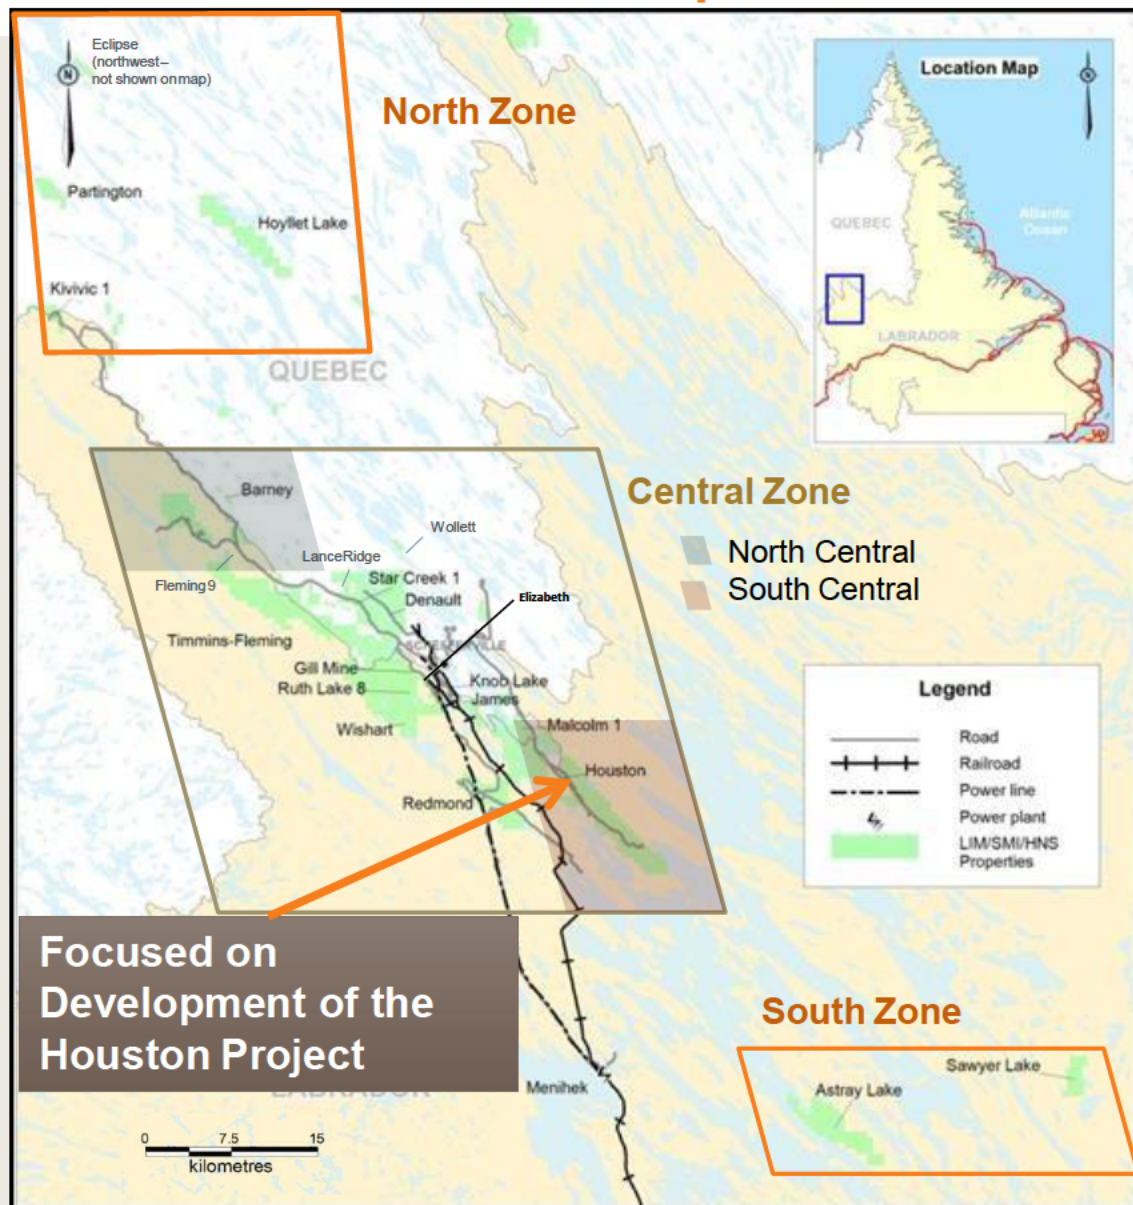 Eclipse
(northwest–
not shown on map)
North Zone
Partington
Hoyllet Lake
Kivivic 1
QUEBEC
Location Map
QUEBEC
Atlantic
Ocean
LABRADOR
Central Zone
North Central
South Central
Barney
Wollett
LanceRidge
Fleming 9
Star Creek 1
Denault
Elizabeth
Timmins-Fleming
Gill Mine
Knob Lake
Ruth Lake 8
James
Wishart
Malcolm 1
Houston
Redmond
Legend
Road
Railroad
Power line
Power plant
LIM/SMI/HNS
Properties
Focused on
Development of the
Houston Project
South Zone
Sawyer Lake
Astray Lake
Menihek
0 7.5 15
kilometres
N